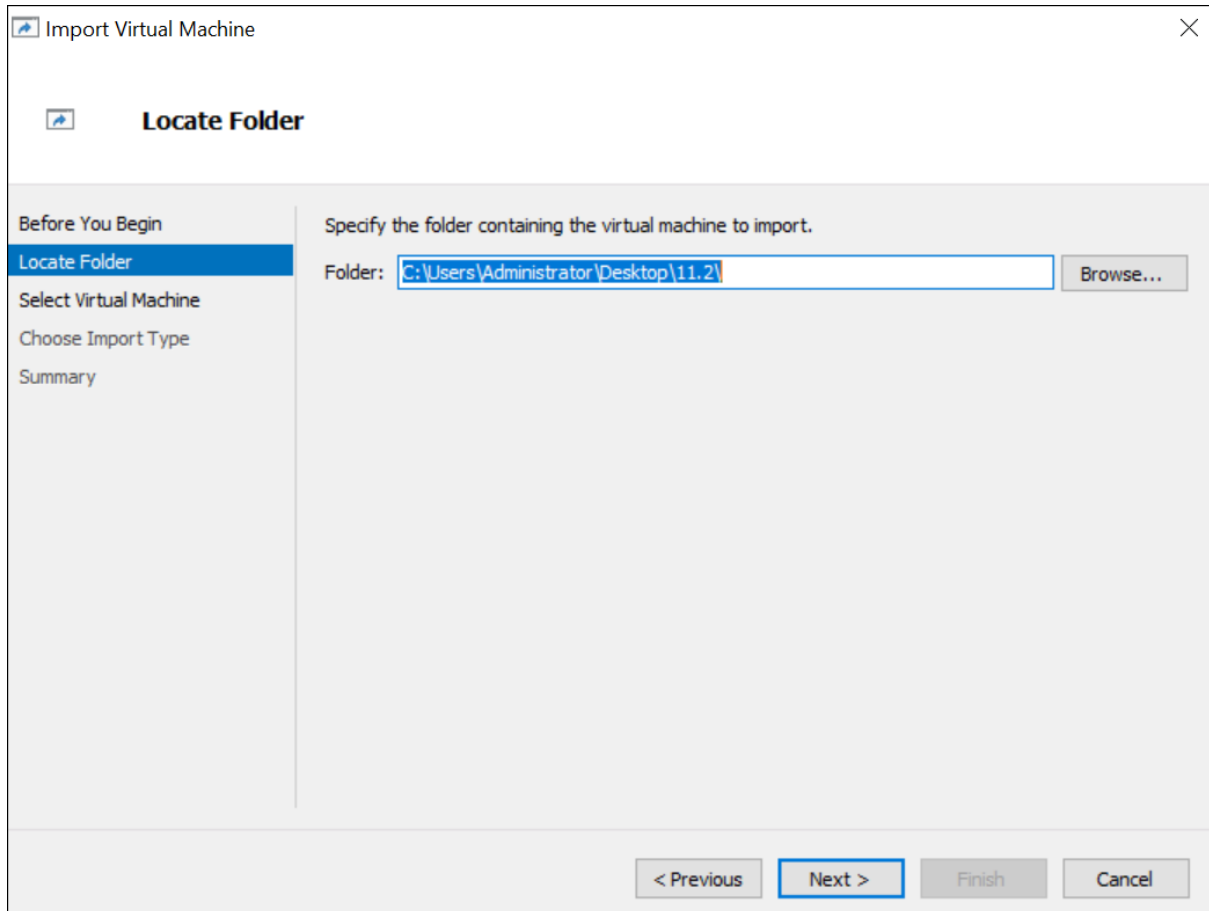 Import Virtual Machine
Locate Folder
Before You Begin
Locate Folder
Select Virtual Machine
Choose Import Type
Summary
Specify the folder containing the virtual machine to import.
Folder: C:\Users\Administrator\Desktop\11.2\ Browse...
< Previous Next > Finish Cancel